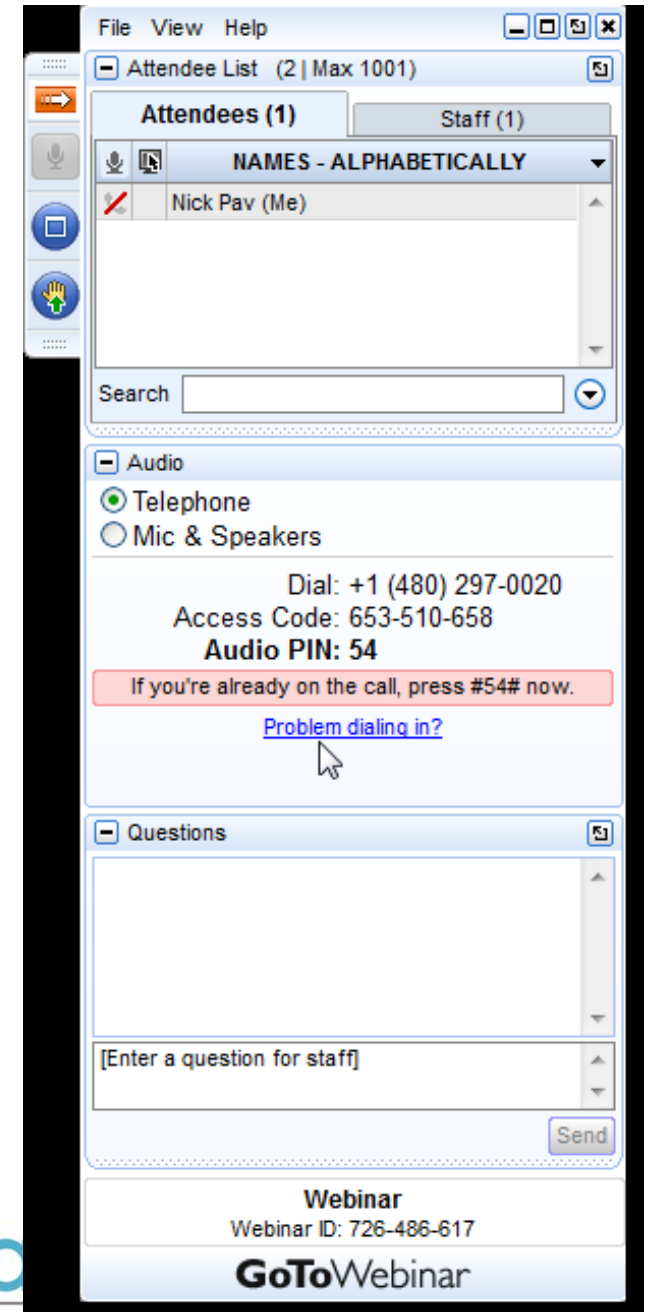 File View Help
Attendee List (2 | Max 1001)
Attendees (1) Staff (1)
NAMES - ALPHABETICALLY
Nick Pav (Me)
Search
Audio
Telephone
Mic & Speakers
Dial: +1 (480) 297-0020
Access Code: 653-510-658
Audio PIN: 54
If you're already on the call, press #54# now.
Problem dialing in?
Questions
[Enter a question for staff]
Send
Webinar
Webinar ID: 726-486-617
GoToWebinar